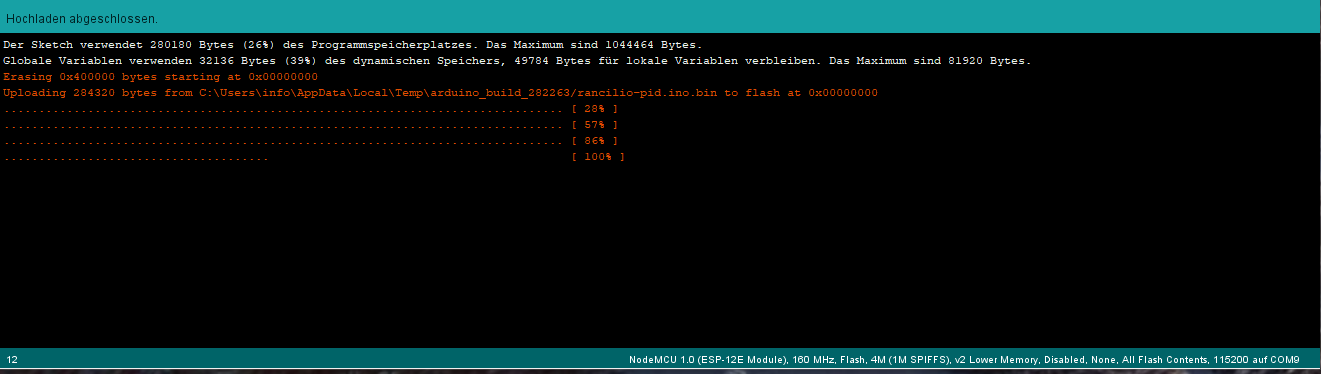 Hochladen abgeschlossen.
Der Sketch verwendet 280180 Bytes (26%) des Programmspeicherplatzes. Das Maximum sind 1044464 Bytes.
Globale Variablen verwenden 32136 Bytes (39%) des dynamischen Speichers, 49784 Bytes für lokale Variablen verbleiben. Das Maximum sind 81920 Bytes.
Erasing 0x400000 bytes starting at 0x00000000
Uploading 284320 bytes from C:\Users\info\AppData\Local\Temp\arduino_build_282263/rancilio-pid.ino.bin to flash at 0x00000000
................................................................................ [ 28% ]
................................................................................ [ 57% ]
................................................................................ [ 86% ]
...................................... [ 100% ]
12
NodeMCU 1.0 (ESP-12E Module), 160 MHz, Flash, 4M (1M SPIFFS), v2 Lower Memory, Disabled, None, All Flash Contents, 115200 auf COM9